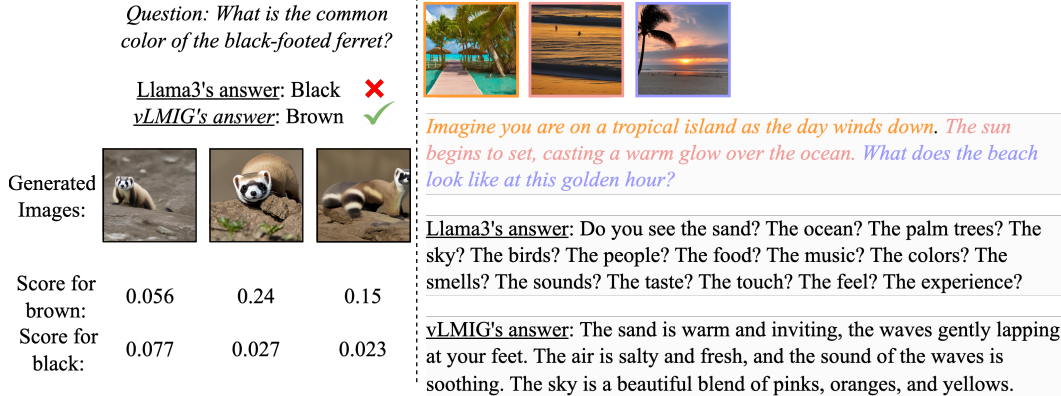 Question: What is the common
color of the black-footed ferret?
Llama3's answer: Black
vLMIG's answer: Brown
Generated
Images:
Score for
brown:
0.056 0.24 0.15
Score for
black:
0.077 0.027 0.023
Imagine you are on a tropical island as the day winds down. The sun
begins to set, casting a warm glow over the ocean. What does the beach
look like at this golden hour?
Llama3's answer: Do you see the sand? The ocean? The palm trees? The
sky? The birds? The people? The food? The music? The colors? The
smells? The sounds? The taste? The touch? The feel? The experience?
vLMIG's answer: The sand is warm and inviting, the waves gently lapping
at your feet. The air is salty and fresh, and the sound of the waves is
soothing. The sky is a beautiful blend of pinks, oranges, and yellows.